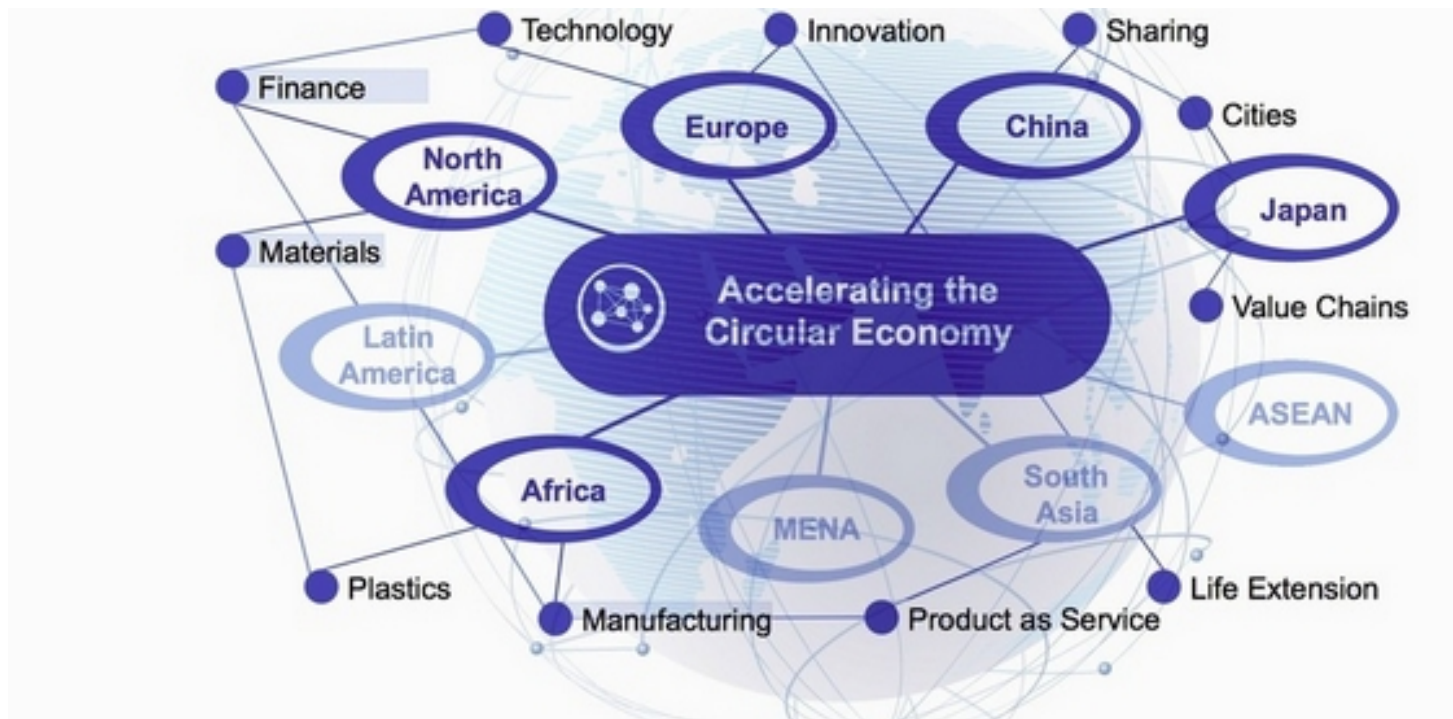 Technology
Innovation
Sharing
Finance
Europe
China
Cities
North
America
Japan
Materials
Accelerating the
Circular Economy
Value Chains
Latin
America
ASEAN
Africa
South
Asia
MENA
Plastics
Life Extension
Manufacturing
Product as Service